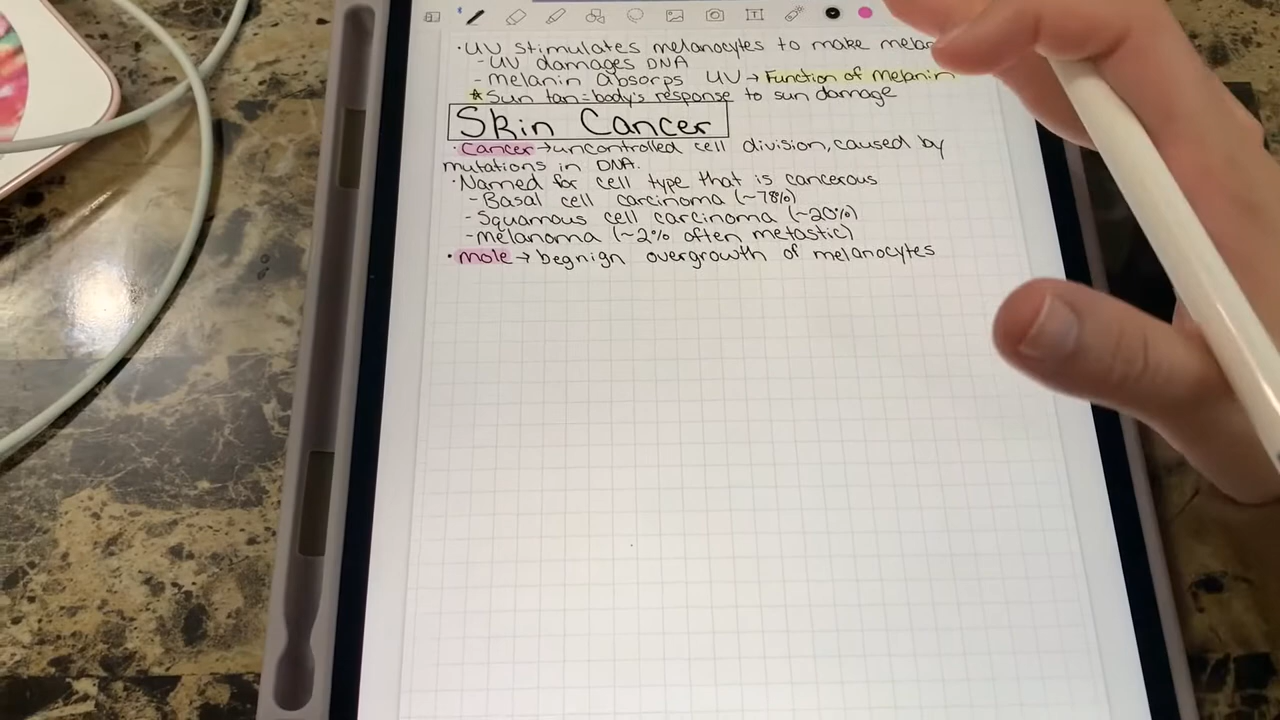 ·UV stimulates melanocytes to make melan
- UV damages DNA
- Melanin absorps UV → Function of Melanin
★ Sun tan = body's response to sun damage
Skin Cancer
· Cancer → uncontrolled cell division, caused by
mutations in DNA.
· Named for cell type that is cancerous
- Basal cell carcinoma (~78%)
- Squamous cell carcinoma (~20%)
- Melanoma (~2% often metastic)
· mole → begnign overgrowth of melanocytes